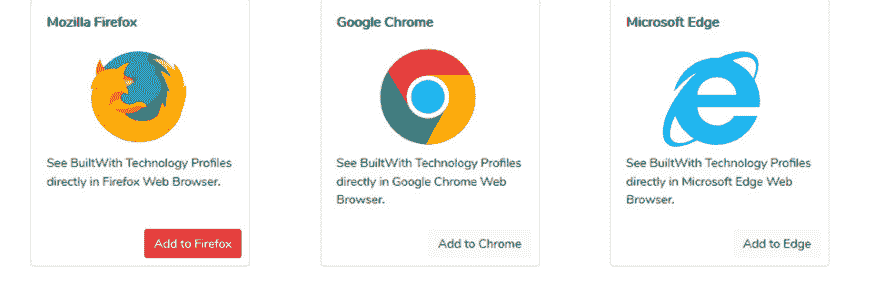 Mozilla Firefox
See BuiltWith Technology Profiles
directly in Firefox Web Browser.
Add to Firefox
Google Chrome
See BuiltWith Technology Profiles
directly in Google Chrome Web
Browser.
Add to Chrome
Microsoft Edge
See BuiltWith Technology Profiles
directly in Microsoft Edge Web
Browser.
Add to Edge